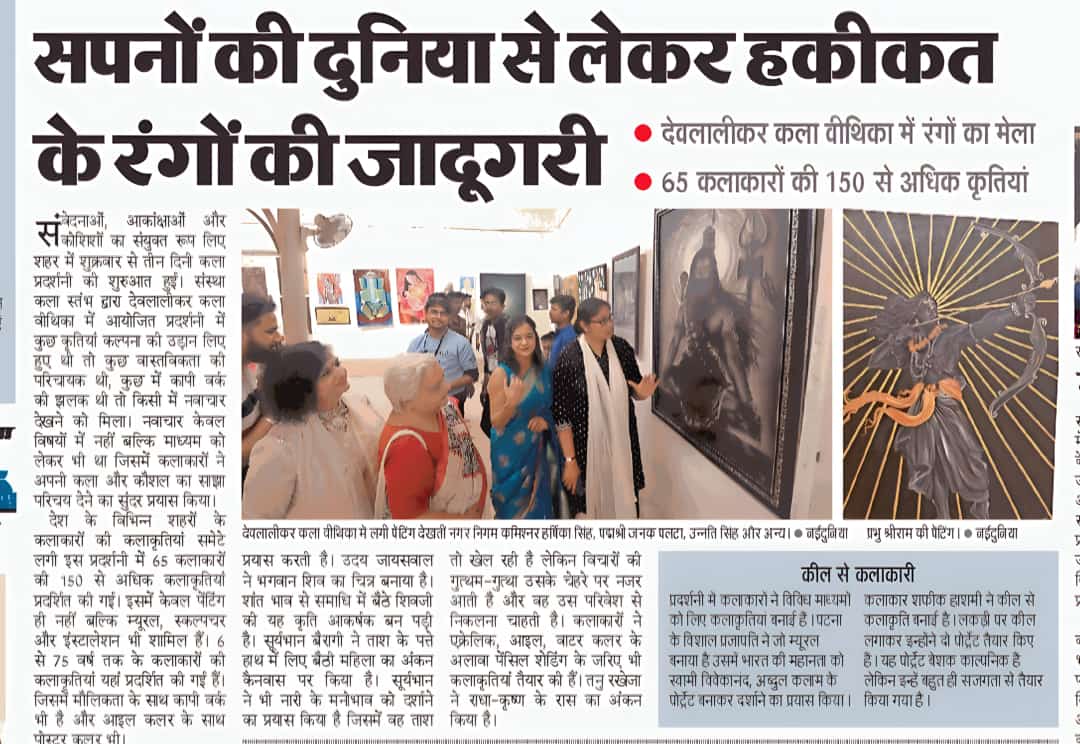 सपनों की दुनिया से लेकर हकीकत
के रंगों की जादूगरी
देवलालीकर कला वीथिका में रंगों का मेला
65 कलाकारों की 150 से अधिक कृतियां
संवेदनाओं, आकांक्षाओं और
कोशिशों का संयुक्त रूप लिए
शहर में शुक्रवार से तीन दिनी कला
प्रदर्शनी की शुरुआत हुई। संस्था
कला स्तंभ द्वारा देवलालीकर कला
वीथिका में आयोजित प्रदर्शनी में
कुछ कृतियां कल्पना की उड़ान लिए
हुए थी तो कुछ वास्तविकता की
परिचायक थी, कुछ में कापी वर्क
की झलक थी तो किसी में नवाचार
देखने को मिला। नवाचार केवल
विषयों में नहीं बल्कि माध्यम को
लेकर भी था जिसमें कलाकारों ने
अपनी कला और कौशल का साझा
परिचय देने का सुंदर प्रयास किया।
देश के विभिन्न शहरों के
कलाकारों की कलाकृतियां समेटे
लगी इस प्रदर्शनी में 65 कलाकारों
की 150 से अधिक कलाकृतियां
प्रदर्शित की गई। इसमें केवल पेंटिंग
ही नहीं बल्कि म्यूरल, स्कल्पचर
और इंस्टालेशन भी शामिल हैं। 6
से 75 वर्ष तक के कलाकारों की
कलाकृतियां यहां प्रदर्शित की गई हैं।
जिसमें मौलिकता के साथ कापी वर्क
भी है और आइल कलर के साथ
पोस्टर कलर भी।
देवलालीकर कला वीथिका में लगी पेंटिंग देखतीं नगर निगम कमिश्नर हर्षिका सिंह, पद्मश्री जनक पलटा, उन्नति सिंह और अन्य। ● नईदुनिया
प्रभु श्रीराम की पेंटिंग। ● नईदुनिया
प्रयास करती है। उदय जायसवाल
ने भगवान शिव का चित्र बनाया है।
शांत भाव से समाधि में बैठे शिवजी
की यह कृति आकर्षक बन पड़ी
है। सूर्यभान बैरागी ने ताश के पत्ते
हाथ में लिए बैठी महिला का अंकन
कैनवास पर किया है। सूर्यभान
ने भी नारी के मनोभाव को दर्शाने
का प्रयास किया है जिसमें वह ताश
तो खेल रही है लेकिन विचारों की
गुत्थम-गुत्था उसके चेहरे पर नजर
आती है और वह उस परिवेश से
निकलना चाहती है। कलाकारों ने
एक्रेलिक, आइल, वाटर कलर के
अलावा पेंसिल शेडिंग के जरिए भी
कलाकृतियां तैयार की हैं। तनु रखेजा
ने राधा-कृष्ण के रास का अंकन
किया है।
कील से कलाकारी
प्रदर्शनी में कलाकारों ने विविध माध्यमों
को लिए कलाकृतियां बनाई हैं। पटना
के विशाल प्रजापति ने जो म्यूरल
बनाया है उसमें भारत की महानता को
स्वामी विवेकानंद, अब्दुल कलाम के
पोर्ट्रेट बनाकर दर्शाने का प्रयास किया।
कलाकार शफीक हाशमी ने कील से
कलाकृति बनाई है। लकड़ी पर कील
लगाकर इन्होंने दो पोर्ट्रेट तैयार किए
हैं। यह पोर्ट्रेट बेशक काल्पनिक हैं
लेकिन इन्हें बहुत ही सजगता से तैयार
किया गया है।